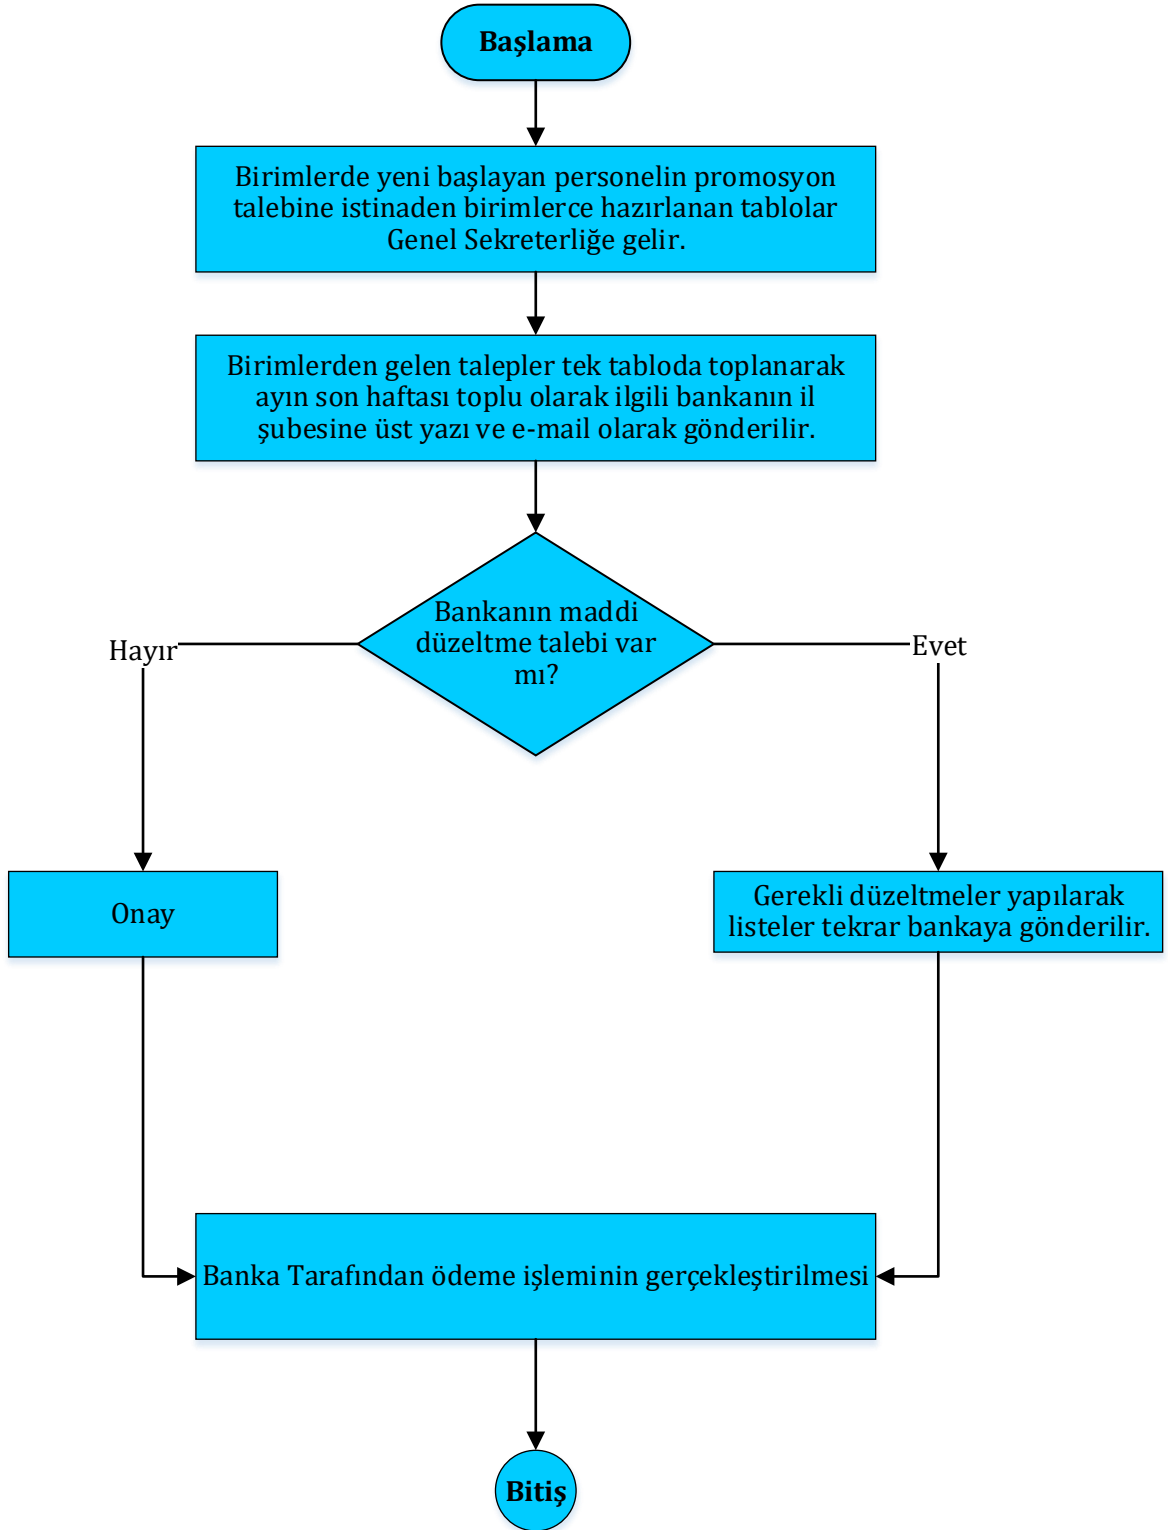 Başlama
Birimlerde yeni başlayan personelin promosyon
talebine istinaden birimlerce hazırlanan tablolar
Genel Sekreterliğe gelir.
Birimlerden gelen talepler tek tabloda toplanarak
ayın son haftası toplu olarak ilgili bankanın il
şubesine üst yazı ve e-mail olarak gönderilir.
Bankanın maddi
düzeltme talebi var
mı?
Hayır
Evet
Onay
Gerekli düzeltmeler yapılarak
listeler tekrar bankaya gönderilir.
Banka Tarafından ödeme işleminin gerçekleştirilmesi
Bitiş